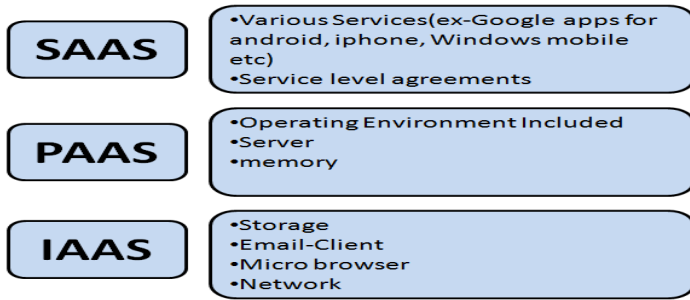 SAAS
•Various Services(ex-Google apps for
android, iphone, Windows mobile
etc)
•Service level agreements
PAAS
•Operating Environment Included
•Server
•memory
IAAS
•Storage
•Email-Client
•Micro browser
•Network